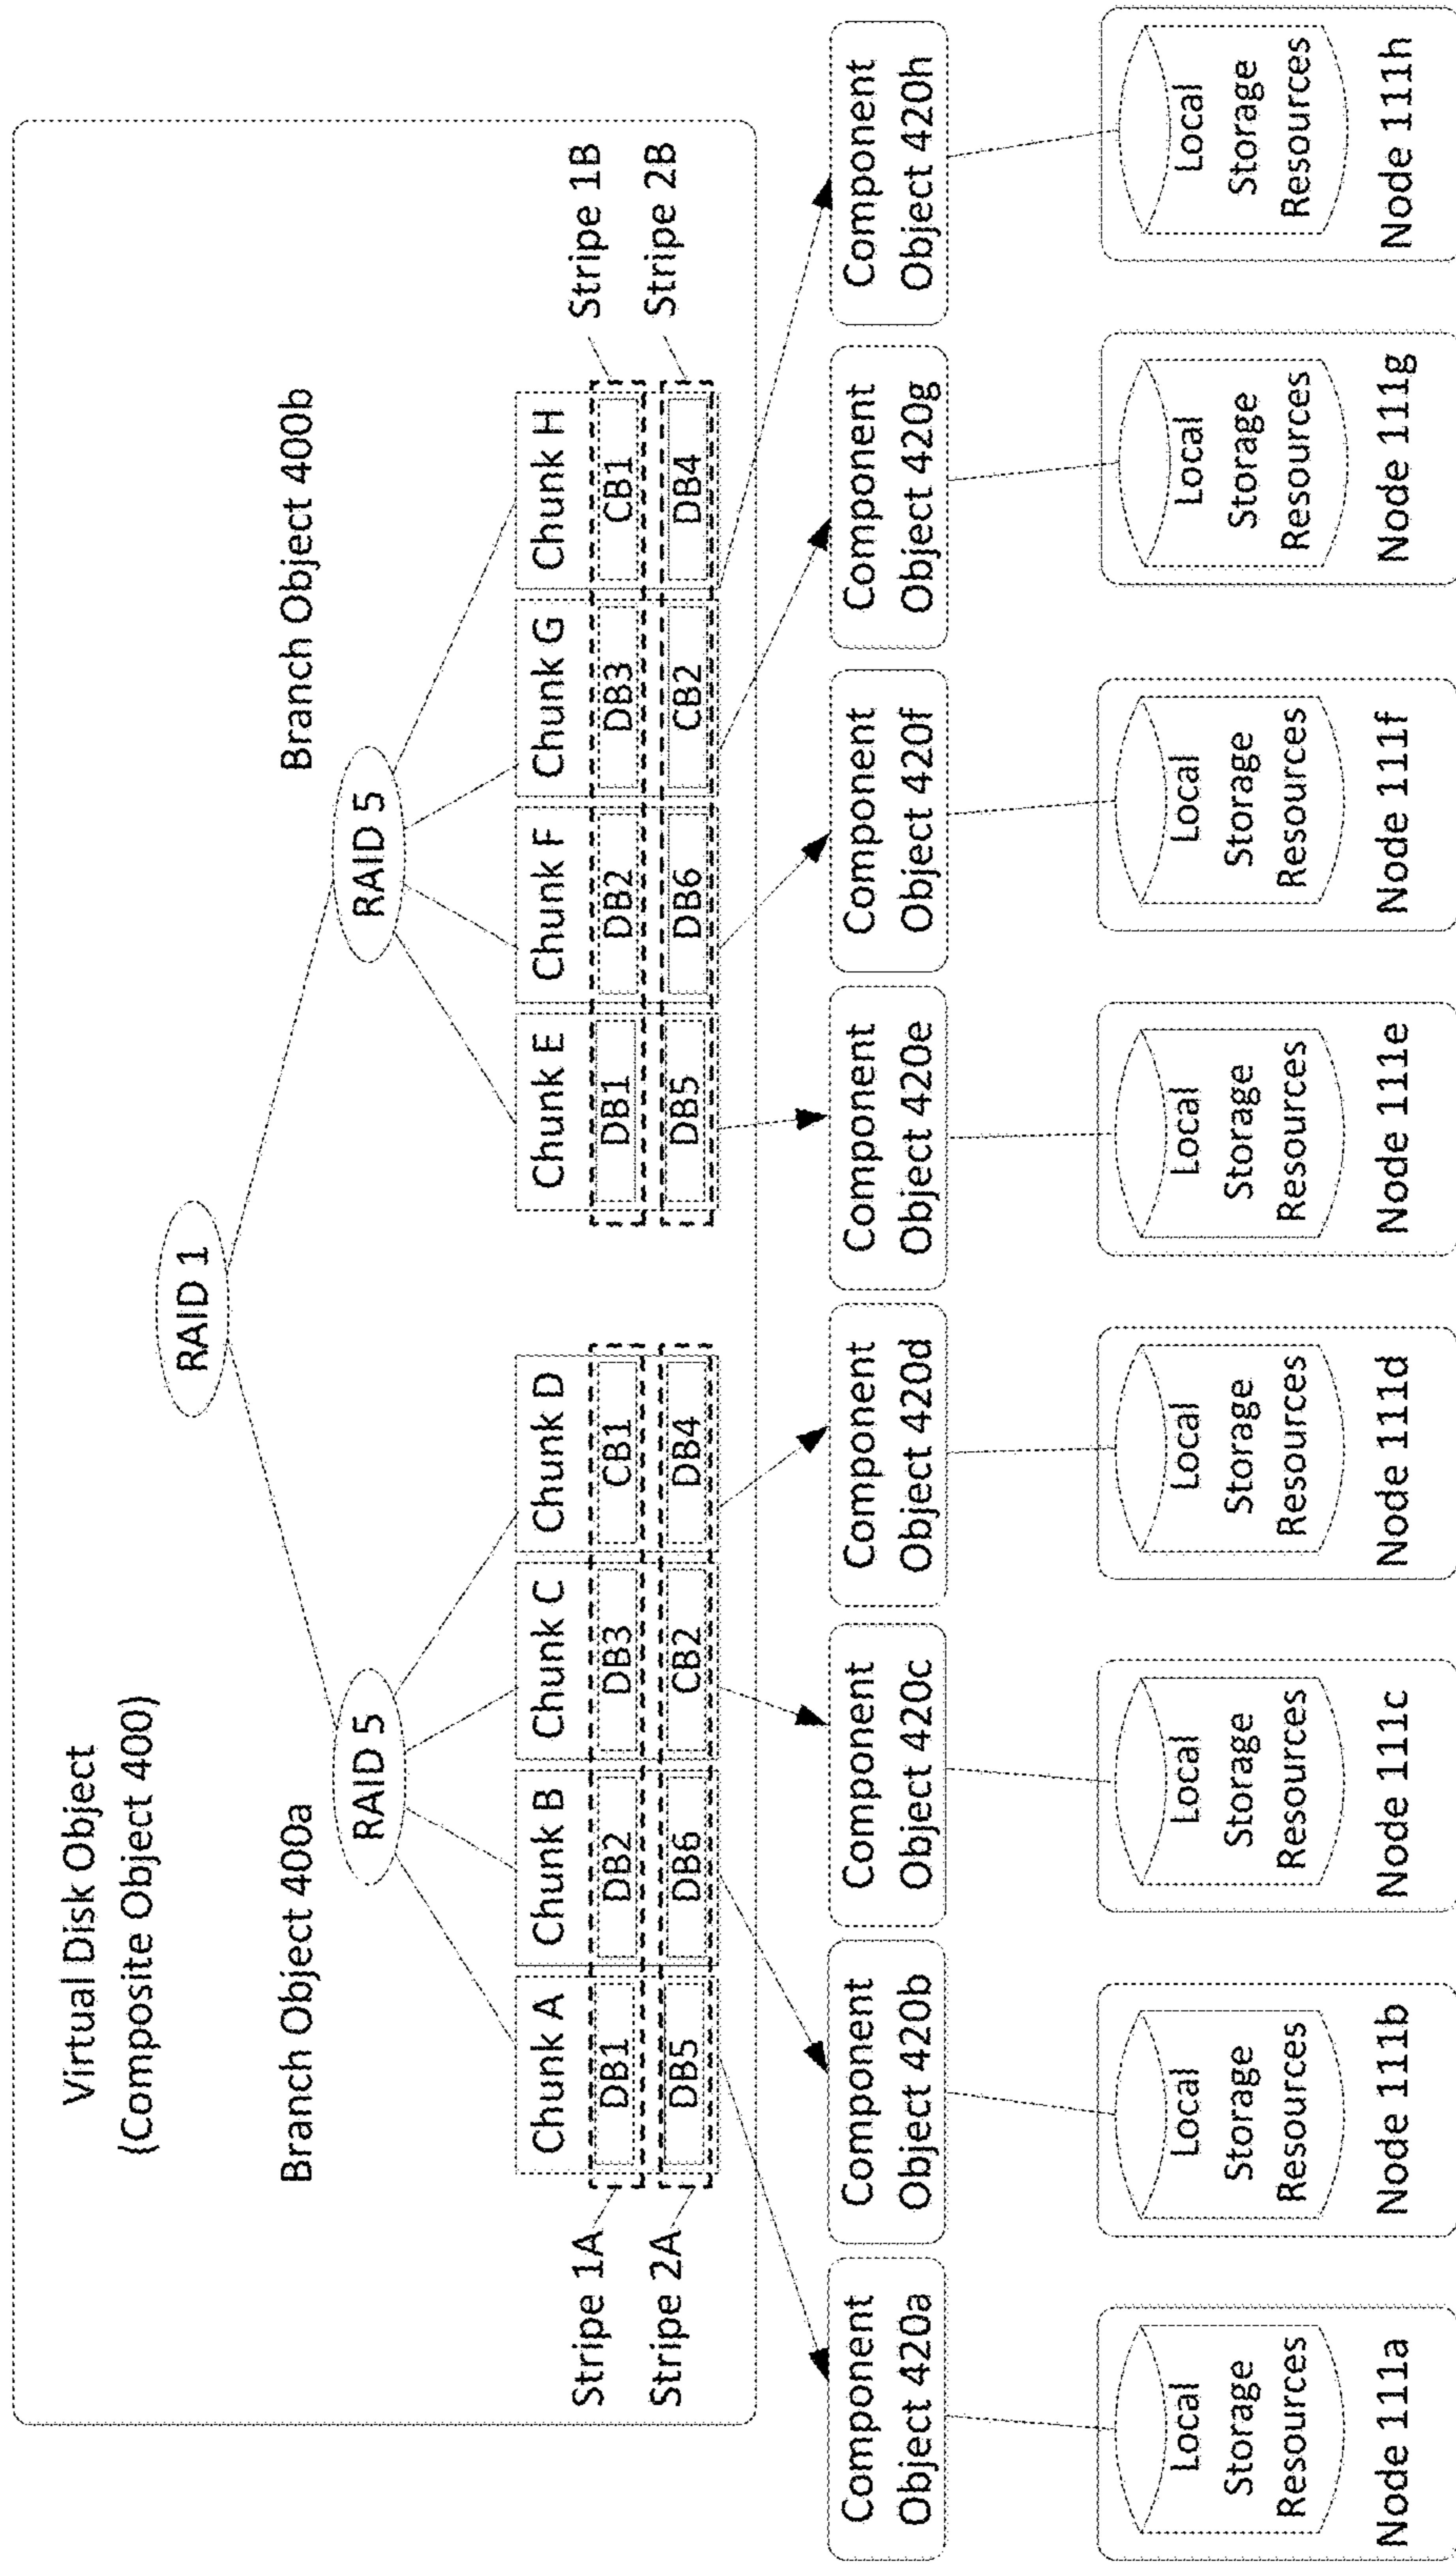 Virtual Disk Object
(Composite Object 400)
RAID 1
Branch Object 400a
Branch Object 400b
RAID 5
RAID 5
Chunk A
Chunk B
Chunk C
Chunk D
Chunk E
Chunk F
Chunk G
Chunk H
Stripe 1A
DB1
DB2
DB3
CB1
DB1
DB2
DB3
CB1
Stripe 1B
Stripe 2A
DB5
DB6
CB2
DB4
DB5
DB6
CB2
DB4
Stripe 2B
Component
Object 420a
Component
Object 420b
Component
Object 420c
Component
Object 420d
Component
Object 420e
Component
Object 420f
Component
Object 420g
Component
Object 420h
Local
Storage
Resources
Node 111a
Local
Storage
Resources
Node 111b
Local
Storage
Resources
Node 111c
Local
Storage
Resources
Node 111d
Local
Storage
Resources
Node 111e
Local
Storage
Resources
Node 111f
Local
Storage
Resources
Node 111g
Local
Storage
Resources
Node 111h